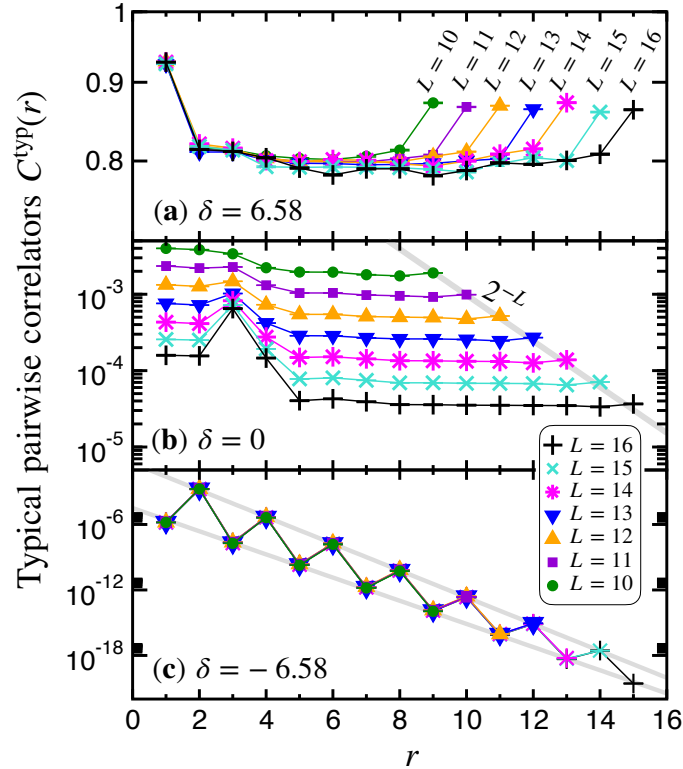 Typical pairwise correlators C^typ(r)
1
0.9
0.8
L = 10
L = 11
L = 12
L = 13
L = 14
L = 15
L = 16
(a) δ = 6.58
10⁻³
10⁻⁴
10⁻⁵
2⁻ᴸ
(b) δ = 0
L = 16
L = 15
L = 14
L = 13
L = 12
L = 11
L = 10
10⁻⁶
10⁻¹²
10⁻¹⁸
(c) δ = − 6.58
0 2 4 6 8 10 12 14 16
r